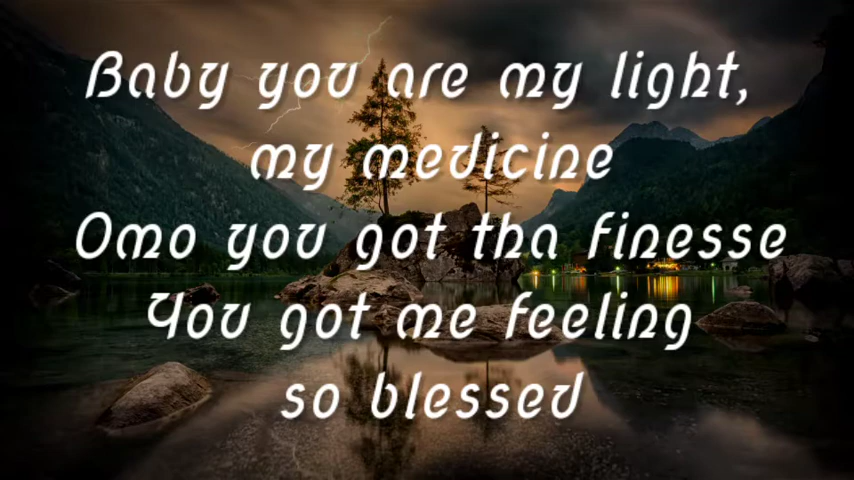 Baby you are my light,
my medicine
Omo you got tha finesse
You got me feeling
so blessed